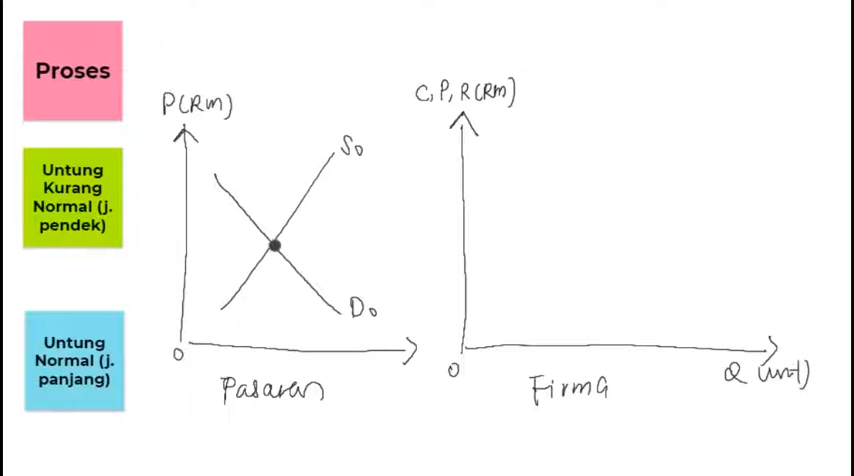 Proses
Untung
Kurang
Normal (j.
pendek)
Untung
Normal (j.
panjang)
P(RM)
S0
D0
0
Pasaran
C, P, R (RM)
0
Q (unit)
Firma